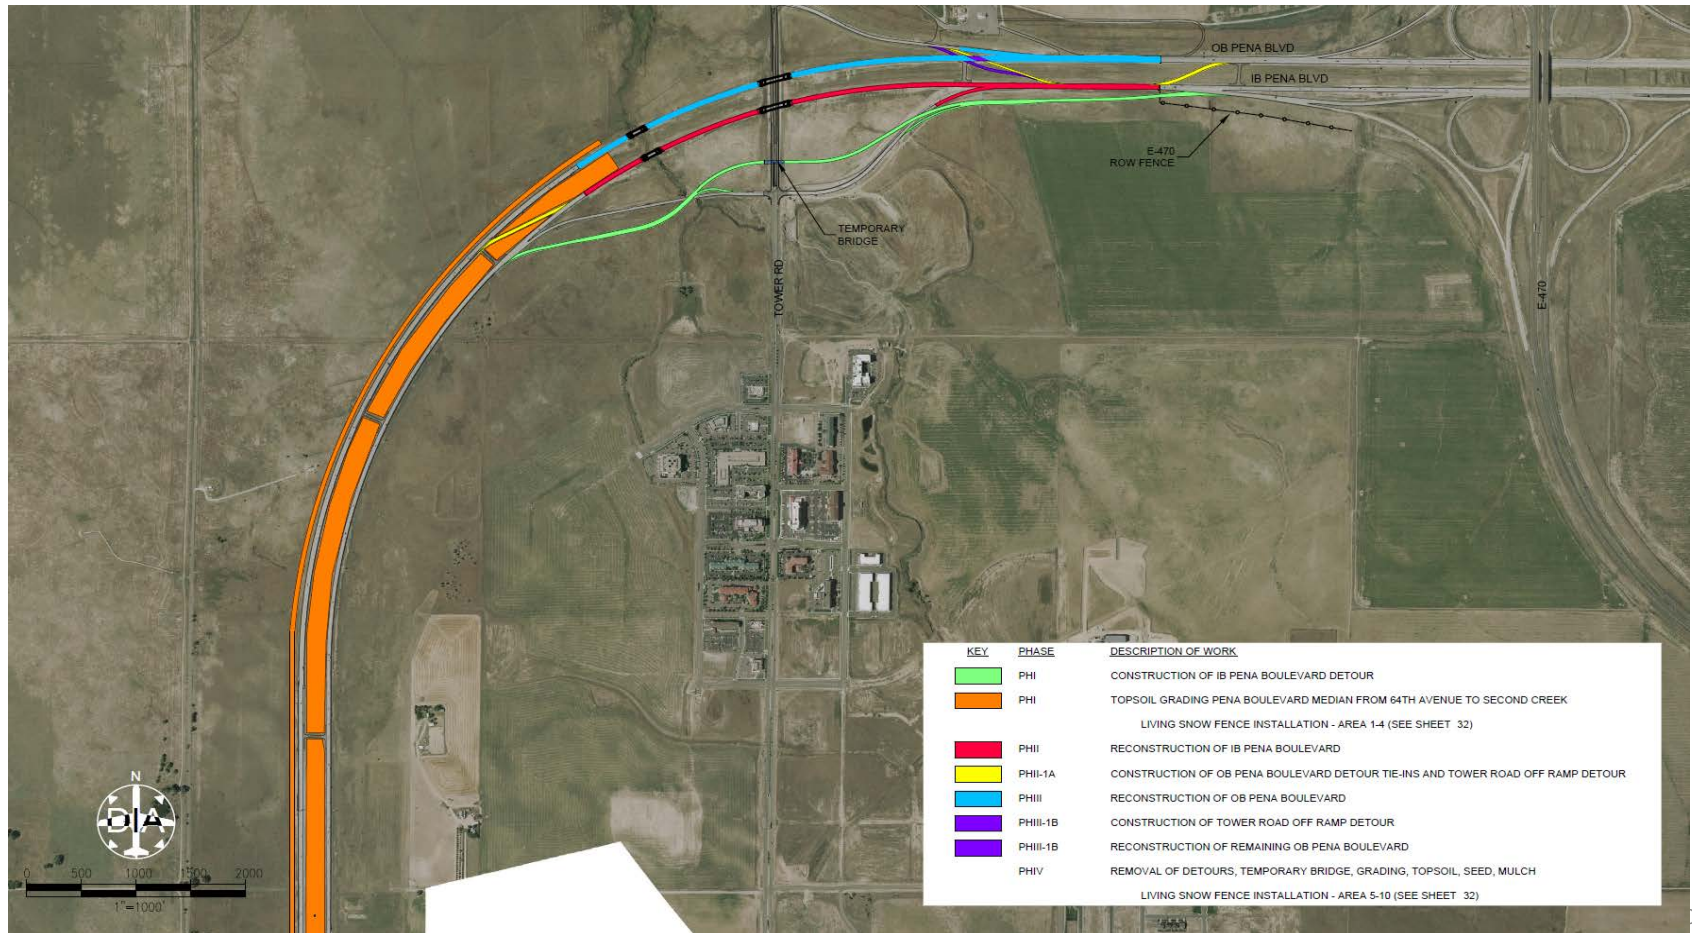 OB PENA BLVD
IB PENA BLVD
E-470
ROW FENCE
TEMPORARY
BRIDGE
TOWER RD
E-470
KEY PHASE DESCRIPTION OF WORK
PHI CONSTRUCTION OF IB PENA BOULEVARD DETOUR
PHI TOPSOIL GRADING PENA BOULEVARD MEDIAN FROM 64TH AVENUE TO SECOND CREEK
LIVING SNOW FENCE INSTALLATION - AREA 1-4 (SEE SHEET 32)
PHII RECONSTRUCTION OF IB PENA BOULEVARD
PHII-1A CONSTRUCTION OF OB PENA BOULEVARD DETOUR TIE-INS AND TOWER ROAD OFF RAMP DETOUR
PHIII RECONSTRUCTION OF OB PENA BOULEVARD
PHIII-1B CONSTRUCTION OF TOWER ROAD OFF RAMP DETOUR
PHIII-1B RECONSTRUCTION OF REMAINING OB PENA BOULEVARD
PHIV REMOVAL OF DETOURS, TEMPORARY BRIDGE, GRADING, TOPSOIL, SEED, MULCH
LIVING SNOW FENCE INSTALLATION - AREA 5-10 (SEE SHEET 32)
N
DIA
0 500 1000 1500 2000
1"=1000'